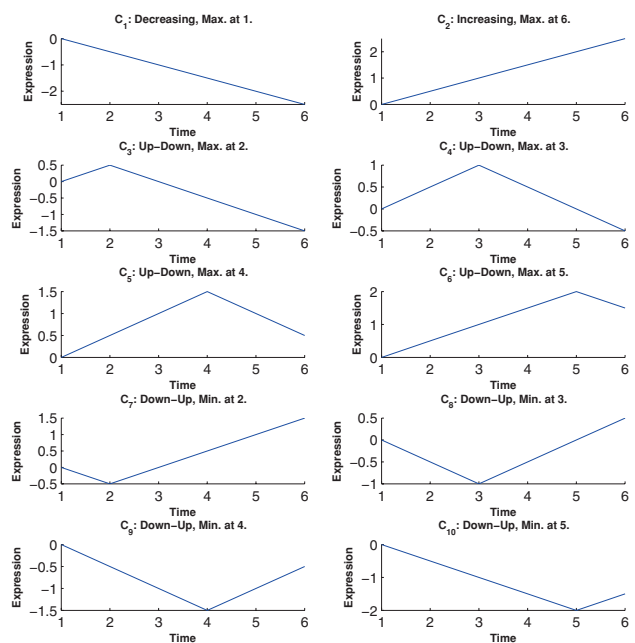 C1: Decreasing, Max. at 1.
Expression
0
−1
−2
1 2 3 4 5 6
Time
C2: Increasing, Max. at 6.
Expression
2
1
0
1 2 3 4 5 6
Time
C3: Up−Down, Max. at 2.
Expression
0.5
0
−0.5
−1
−1.5
1 2 3 4 5 6
Time
C4: Up−Down, Max. at 3.
Expression
1
0.5
0
−0.5
1 2 3 4 5 6
Time
C5: Up−Down, Max. at 4.
Expression
1.5
1
0.5
0
1 2 3 4 5 6
Time
C6: Up−Down, Max. at 5.
Expression
2
1
0
1 2 3 4 5 6
Time
C7: Down−Up, Min. at 2.
Expression
1.5
1
0.5
0
−0.5
1 2 3 4 5 6
Time
C8: Down−Up, Min. at 3.
Expression
0.5
0
−0.5
−1
1 2 3 4 5 6
Time
C9: Down−Up, Min. at 4.
Expression
0
−0.5
−1
−1.5
1 2 3 4 5 6
Time
C10: Down−Up, Min. at 5.
Expression
0
−1
−2
1 2 3 4 5 6
Time